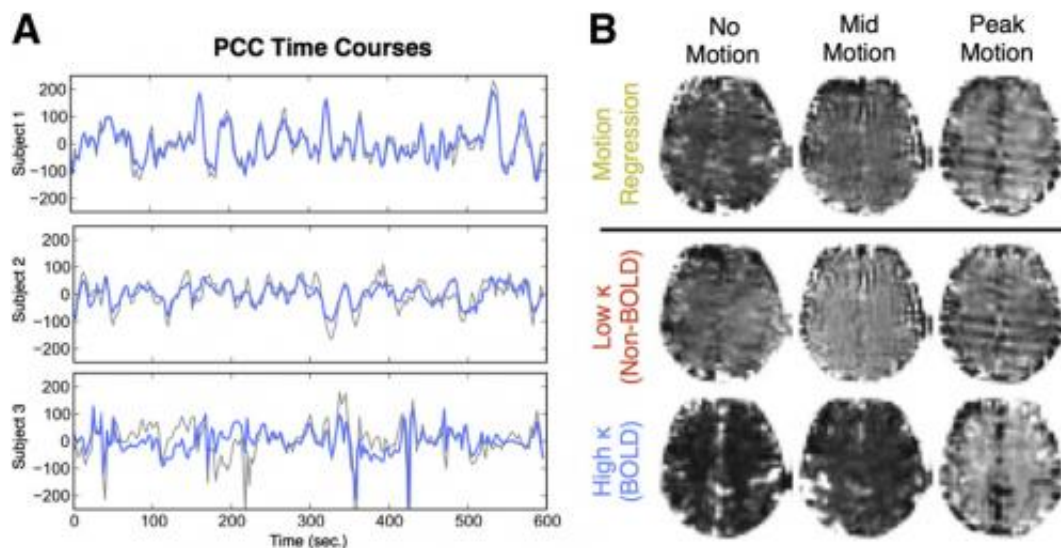 A
PCC Time Courses
Subject 1
200
100
0
−100
−200
Subject 2
200
100
0
−100
−200
Subject 3
200
100
0
−100
−200
0 100 200 300 400 500 600
Time (sec.)
B
No
Motion
Mid
Motion
Peak
Motion
Motion
Regression
Low κ
(Non-BOLD)
High κ
(BOLD)